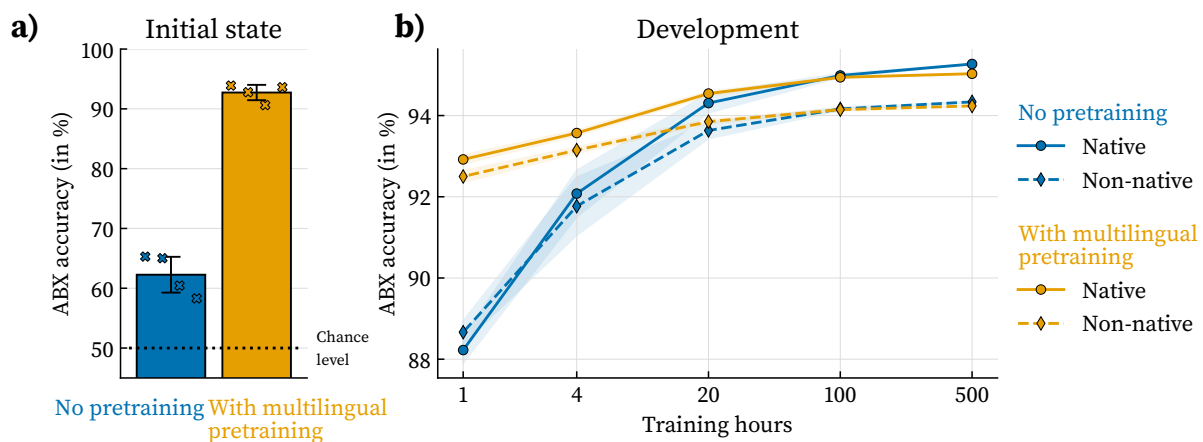 a)
Initial state
ABX accuracy (in %)
100
90
80
70
60
50
Chance
level
No pretraining
With multilingual
pretraining
b)
Development
ABX accuracy (in %)
94
92
90
88
1
4
20
100
500
Training hours
No pretraining
Native
Non-native
With multilingual
pretraining
Native
Non-native